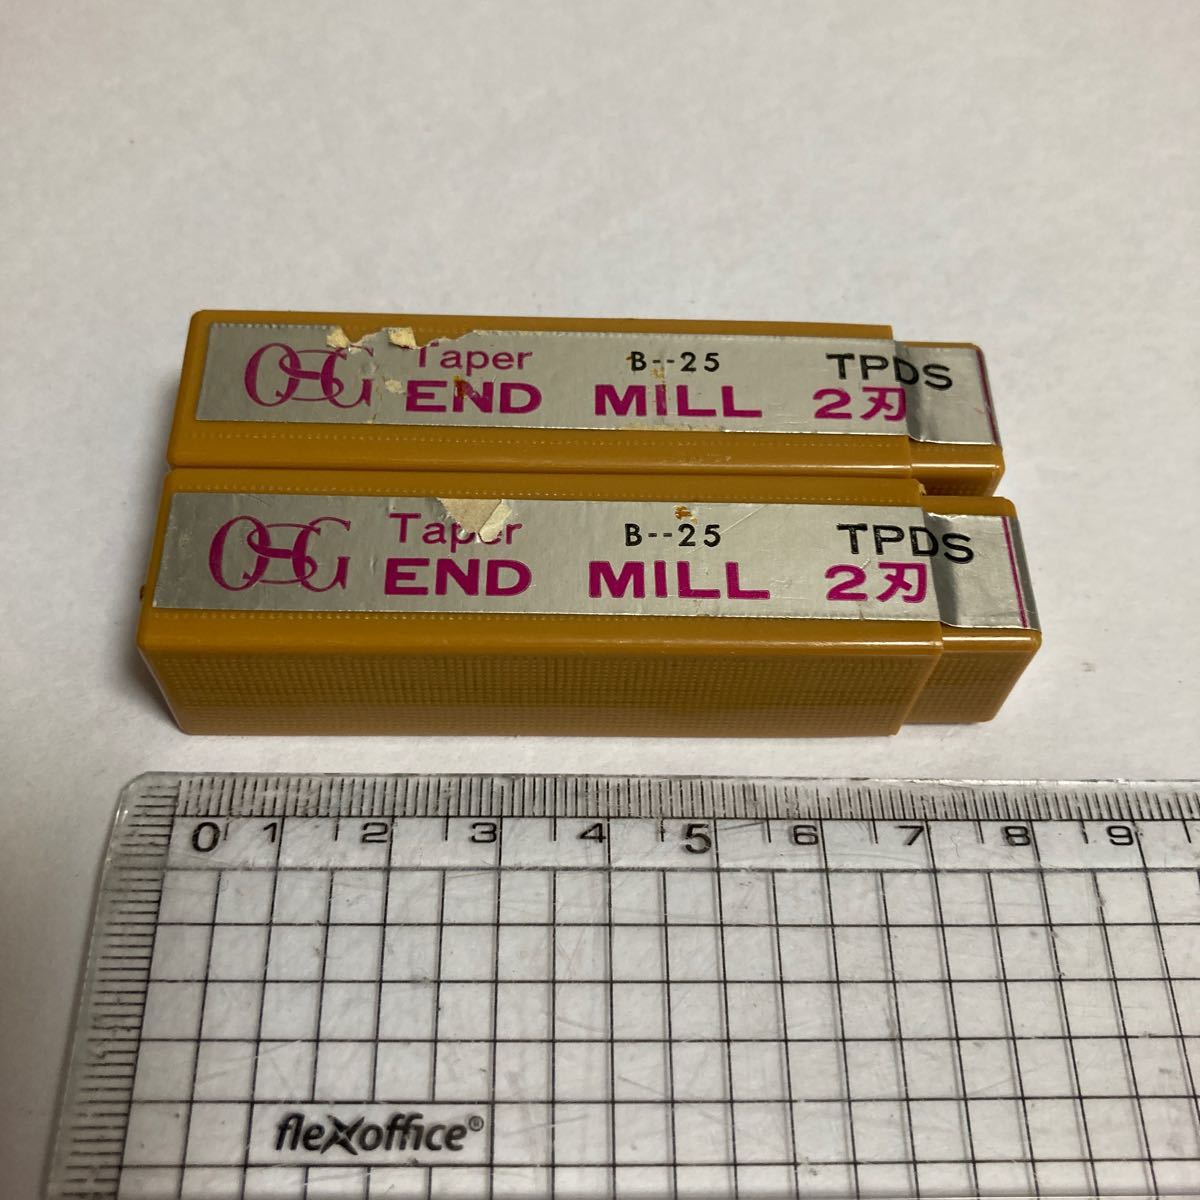 OSG Taper B--25 TPDS
END MILL 2刃
OSG Taper B--25 TPDS
END MILL 2刃
0 1 2 3 4 5 6 7 8 9
flexoffice®